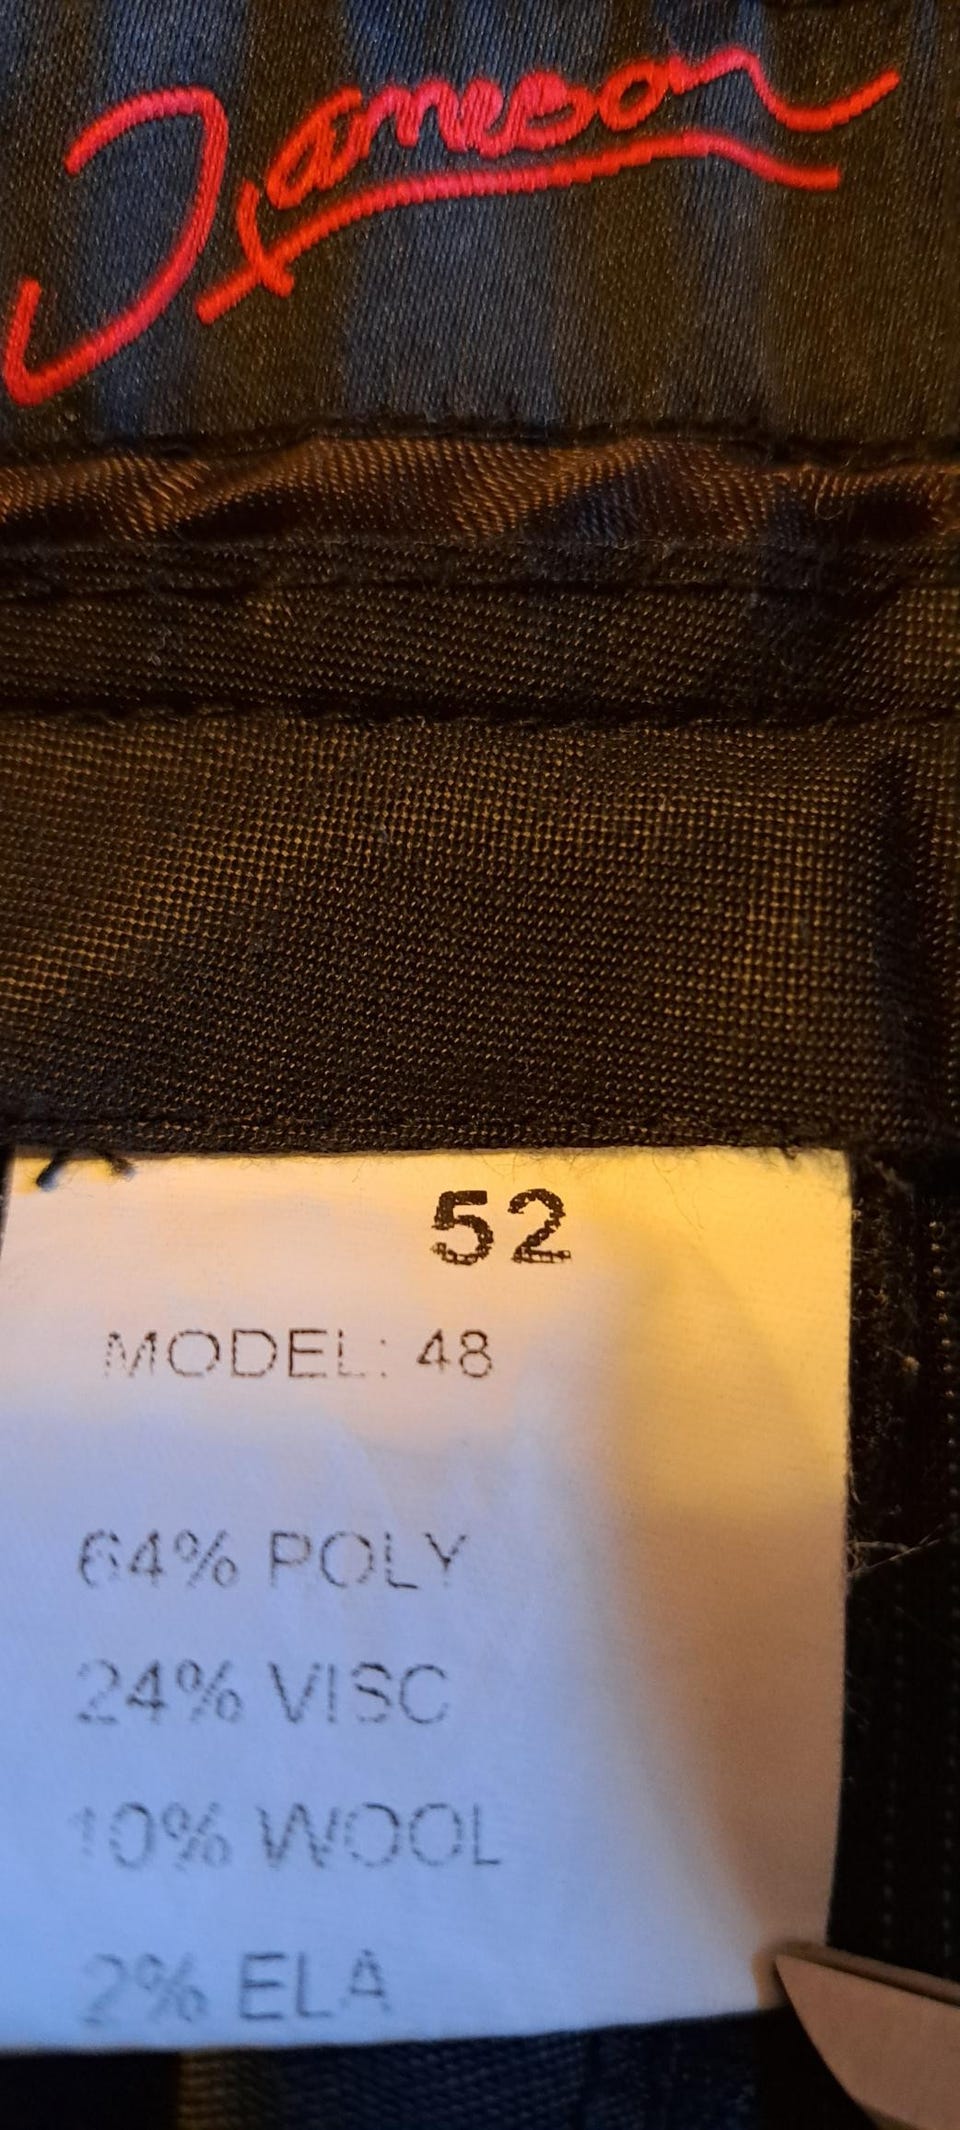 Jameson
52
MODEL: 48
64% POLY
24% VISC
10% WOOL
2% ELA